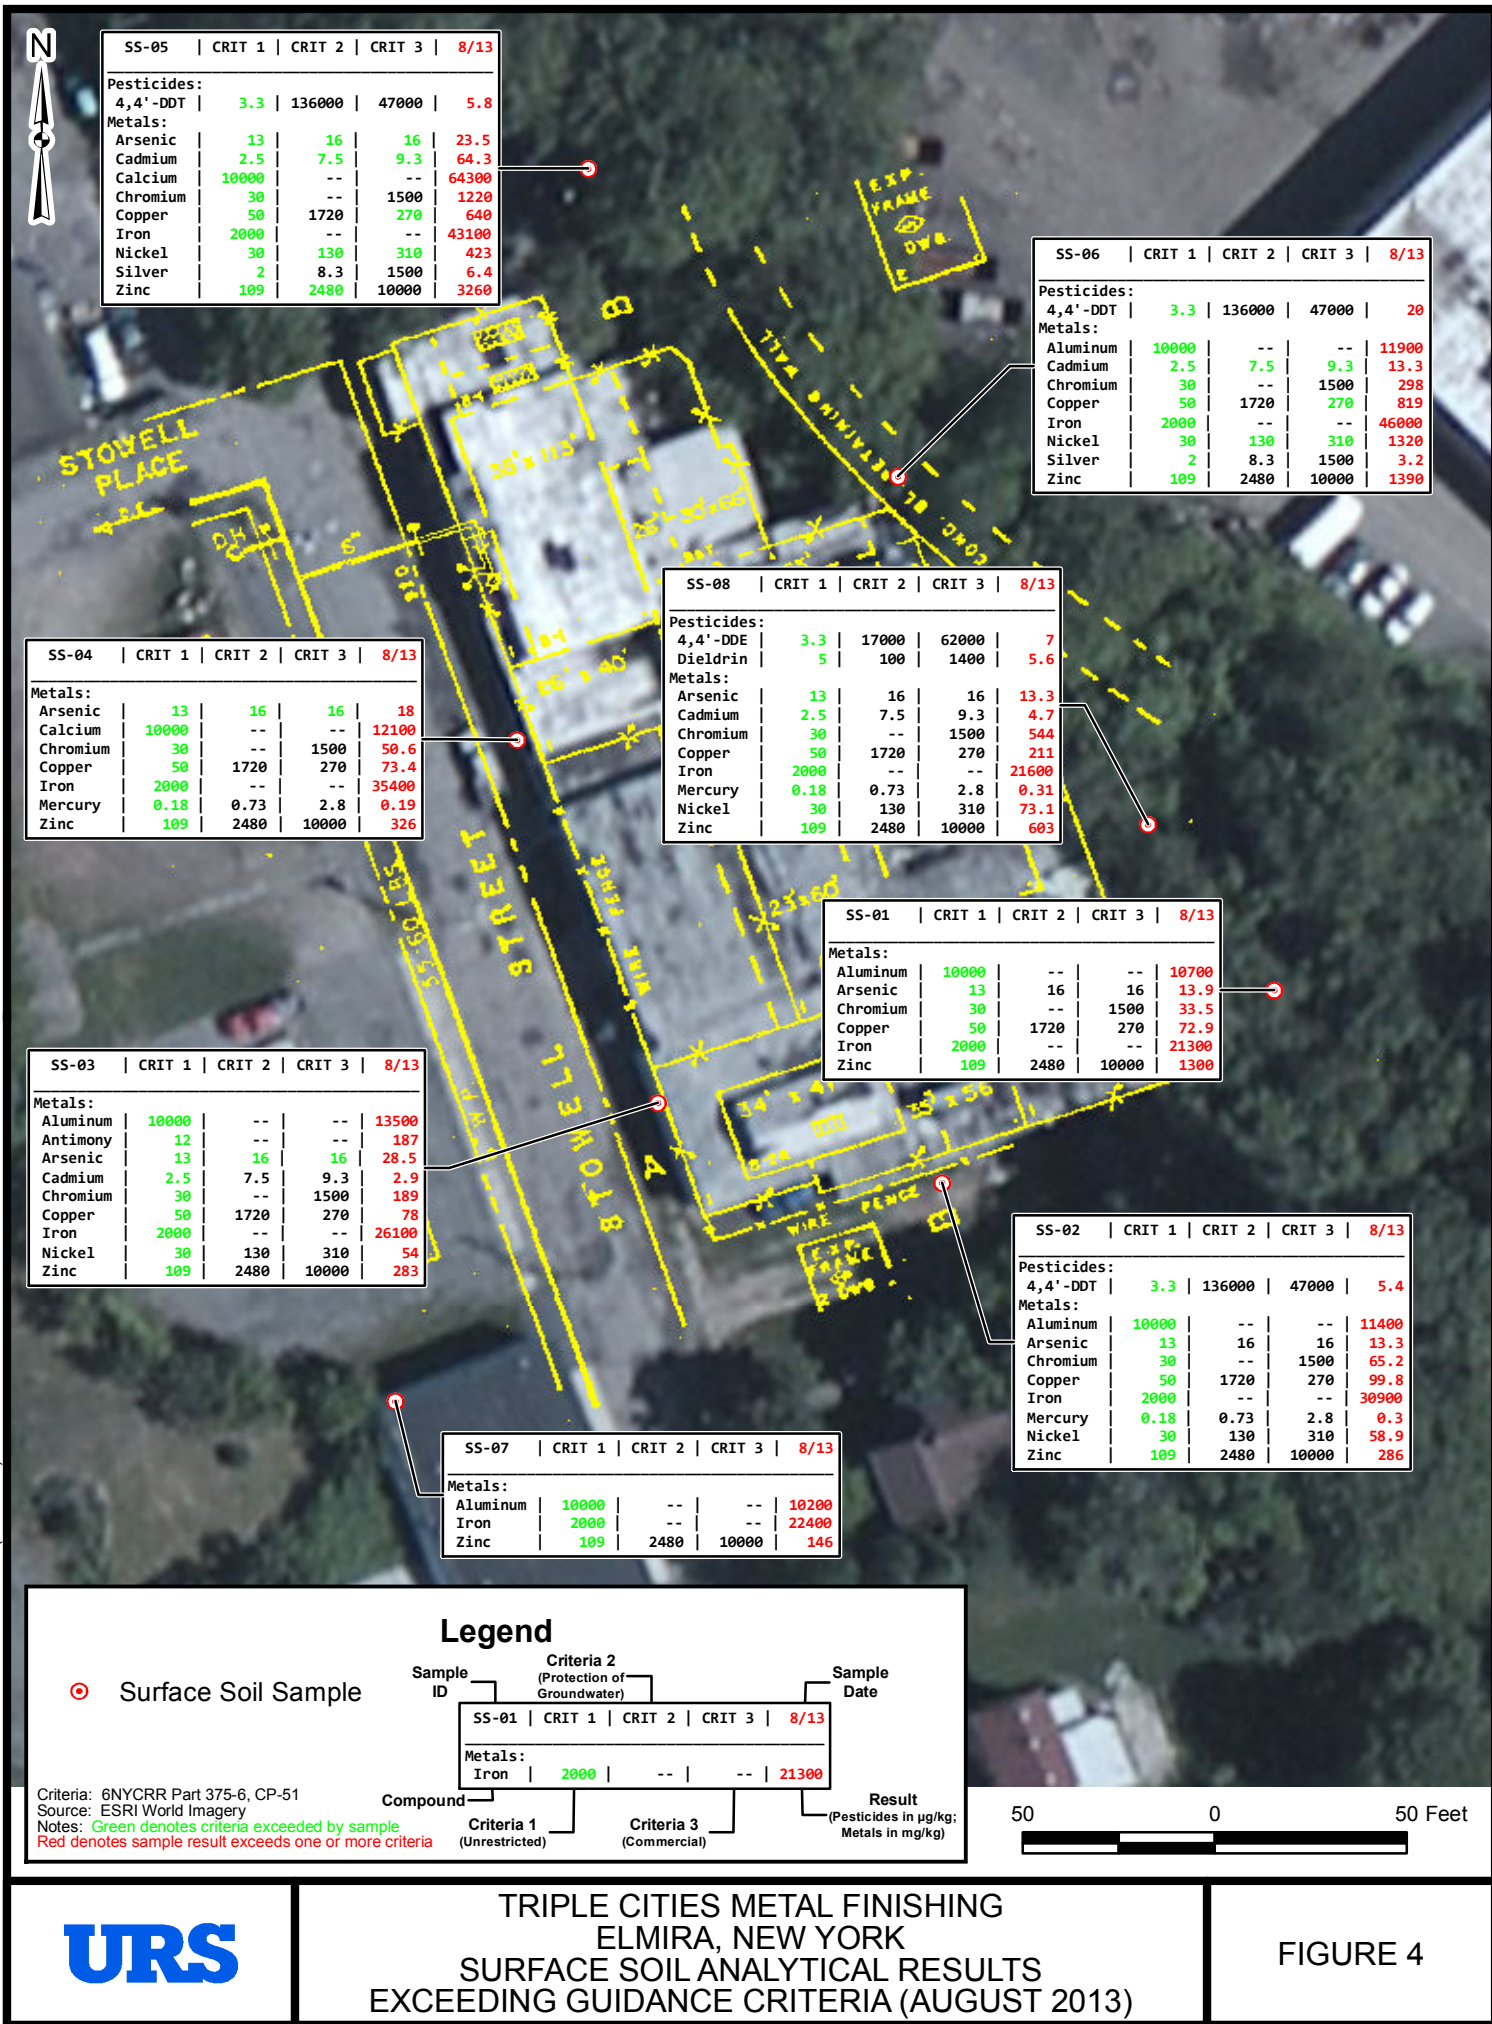 N
SS-05 | CRIT 1 | CRIT 2 | CRIT 3 | 8/13
Pesticides:
4,4'-DDT | 3.3 | 136000 | 47000 | 5.8
Metals:
Arsenic | 13 | 16 | 16 | 23.5
Cadmium | 2.5 | 7.5 | 9.3 | 64.3
Calcium | 10000 | -- | -- | 64300
Chromium | 30 | -- | 1500 | 1220
Copper | 50 | 1720 | 270 | 640
Iron | 2000 | -- | -- | 43100
Nickel | 30 | 130 | 310 | 423
Silver | 2 | 8.3 | 1500 | 6.4
Zinc | 109 | 2480 | 10000 | 3260
EXP.
FRAME
DWG.
SS-06 | CRIT 1 | CRIT 2 | CRIT 3 | 8/13
Pesticides:
4,4'-DDT | 3.3 | 136000 | 47000 | 20
Metals:
Aluminum | 10000 | -- | -- | 11900
Cadmium | 2.5 | 7.5 | 9.3 | 13.3
Chromium | 30 | -- | 1500 | 298
Copper | 50 | 1720 | 270 | 819
Iron | 2000 | -- | -- | 46000
Nickel | 30 | 130 | 310 | 1320
Silver | 2 | 8.3 | 1500 | 3.2
Zinc | 109 | 2480 | 10000 | 1390
B
STOWELL
PLACE
38' x 113'
CONC. BL. RETAINING WALL
6"
SS-08 | CRIT 1 | CRIT 2 | CRIT 3 | 8/13
Pesticides:
4,4'-DDE | 3.3 | 17000 | 62000 | 7
Dieldrin | 5 | 100 | 1400 | 5.6
Metals:
Arsenic | 13 | 16 | 16 | 13.3
Cadmium | 2.5 | 7.5 | 9.3 | 4.7
Chromium | 30 | -- | 1500 | 544
Copper | 50 | 1720 | 270 | 211
Iron | 2000 | -- | -- | 21600
Mercury | 0.18 | 0.73 | 2.8 | 0.31
Nickel | 30 | 130 | 310 | 73.1
Zinc | 109 | 2480 | 10000 | 603
SS-04 | CRIT 1 | CRIT 2 | CRIT 3 | 8/13
Metals:
Arsenic | 13 | 16 | 16 | 18
Calcium | 10000 | -- | -- | 12100
Chromium | 30 | -- | 1500 | 50.6
Copper | 50 | 1720 | 270 | 73.4
Iron | 2000 | -- | -- | 35400
Mercury | 0.18 | 0.73 | 2.8 | 0.19
Zinc | 109 | 2480 | 10000 | 326
STOWELL STREET
WIRE FENCE
23'x60'
SS-01 | CRIT 1 | CRIT 2 | CRIT 3 | 8/13
Metals:
Aluminum | 10000 | -- | -- | 10700
Arsenic | 13 | 16 | 16 | 13.9
Chromium | 30 | -- | 1500 | 33.5
Copper | 50 | 1720 | 270 | 72.9
Iron | 2000 | -- | -- | 21300
Zinc | 109 | 2480 | 10000 | 1300
SS-03 | CRIT 1 | CRIT 2 | CRIT 3 | 8/13
Metals:
Aluminum | 10000 | -- | -- | 13500
Antimony | 12 | -- | -- | 187
Arsenic | 13 | 16 | 16 | 28.5
Cadmium | 2.5 | 7.5 | 9.3 | 2.9
Chromium | 30 | -- | 1500 | 189
Copper | 50 | 1720 | 270 | 78
Iron | 2000 | -- | -- | 26100
Nickel | 30 | 130 | 310 | 54
Zinc | 109 | 2480 | 10000 | 283
A
WIRE FENCE
B
SS-02 | CRIT 1 | CRIT 2 | CRIT 3 | 8/13
Pesticides:
4,4'-DDT | 3.3 | 136000 | 47000 | 5.4
Metals:
Aluminum | 10000 | -- | -- | 11400
Arsenic | 13 | 16 | 16 | 13.3
Chromium | 30 | -- | 1500 | 65.2
Copper | 50 | 1720 | 270 | 99.8
Iron | 2000 | -- | -- | 30900
Mercury | 0.18 | 0.73 | 2.8 | 0.3
Nickel | 30 | 130 | 310 | 58.9
Zinc | 109 | 2480 | 10000 | 286
SS-07 | CRIT 1 | CRIT 2 | CRIT 3 | 8/13
Metals:
Aluminum | 10000 | -- | -- | 10200
Iron | 2000 | -- | -- | 22400
Zinc | 109 | 2480 | 10000 | 146
Legend
Surface Soil Sample
Sample ID
Criteria 2
(Protection of Groundwater)
Sample Date
SS-01 | CRIT 1 | CRIT 2 | CRIT 3 | 8/13
Metals:
Iron | 2000 | -- | -- | 21300
Compound
Criteria 1
(Unrestricted)
Criteria 3
(Commercial)
Result
(Pesticides in µg/kg;
Metals in mg/kg)
Criteria: 6NYCRR Part 375-6, CP-51
Source: ESRI World Imagery
Notes: Green denotes criteria exceeded by sample
Red denotes sample result exceeds one or more criteria
50 0 50 Feet
URS
TRIPLE CITIES METAL FINISHING
ELMIRA, NEW YORK
SURFACE SOIL ANALYTICAL RESULTS
EXCEEDING GUIDANCE CRITERIA (AUGUST 2013)
FIGURE 4